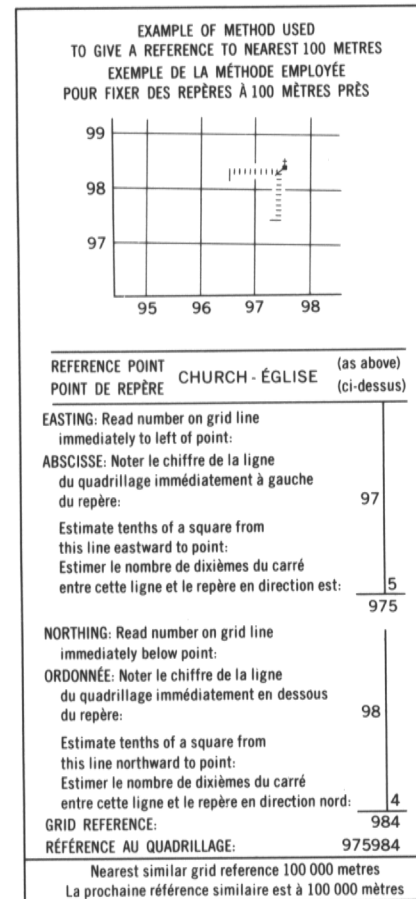 EXAMPLE OF METHOD USED
TO GIVE A REFERENCE TO NEAREST 100 METRES
EXEMPLE DE LA MÉTHODE EMPLOYÉE
POUR FIXER DES REPÈRES À 100 MÈTRES PRÈS
99
98
97
95 96 97 98
REFERENCE POINT
POINT DE REPÈRE
CHURCH - ÉGLISE
(as above)
(ci-dessus)
EASTING: Read number on grid line
immediately to left of point:
ABSCISSE: Noter le chiffre de la ligne
du quadrillage immédiatement à gauche
du repère: 97
Estimate tenths of a square from
this line eastward to point:
Estimer le nombre de dixièmes du carré
entre cette ligne et le repère en direction est: 5
975
NORTHING: Read number on grid line
immediately below point:
ORDONNÉE: Noter le chiffre de la ligne
du quadrillage immédiatement en dessous
du repère: 98
Estimate tenths of a square from
this line northward to point:
Estimer le nombre de dixièmes du carré
entre cette ligne et le repère en direction nord: 4
GRID REFERENCE: 984
RÉFÉRENCE AU QUADRILLAGE: 975984
Nearest similar grid reference 100 000 metres
La prochaine référence similaire est à 100 000 mètres